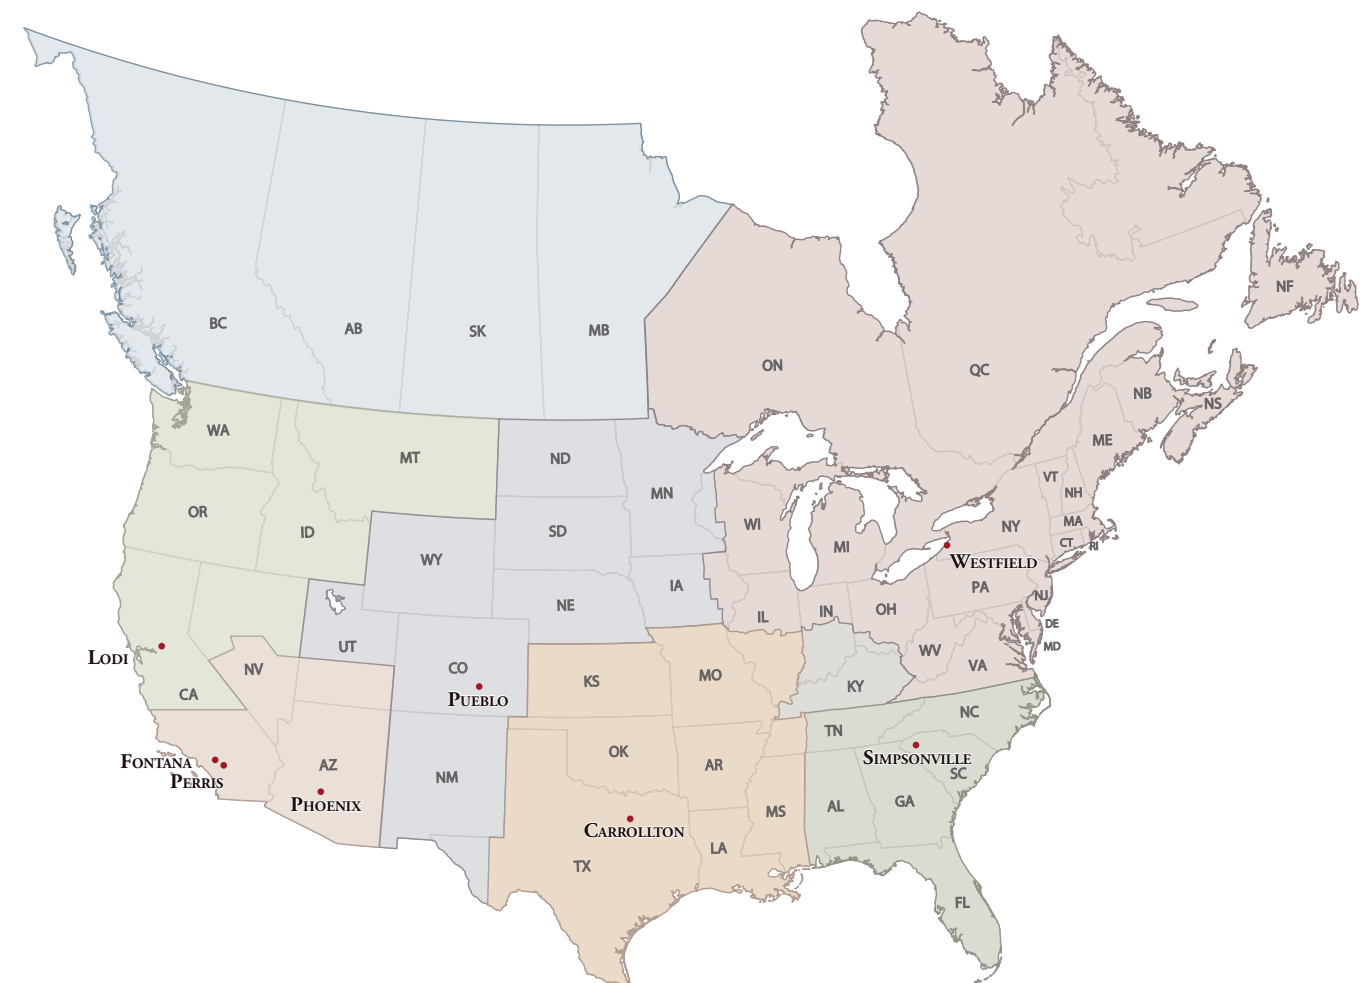 NF
BC
AB
SK
MB
ON
QC
NB
NS
WA
MT
ND
ME
MN
VT
NH
OR
ID
SD
WI
NY
MA
CT
RI
WY
MI
WESTFIELD
IA
NE
PA
NJ
IL
IN
OH
DE
MD
UT
LODI
NV
CO
WV
VA
KS
MO
KY
CA
PUEBLO
NC
TN
OK
SIMPSONVILLE
FONTANA
AZ
AR
SC
PERRIS
NM
PHOENIX
MS
AL
GA
CARROLLTON
LA
TX
FL